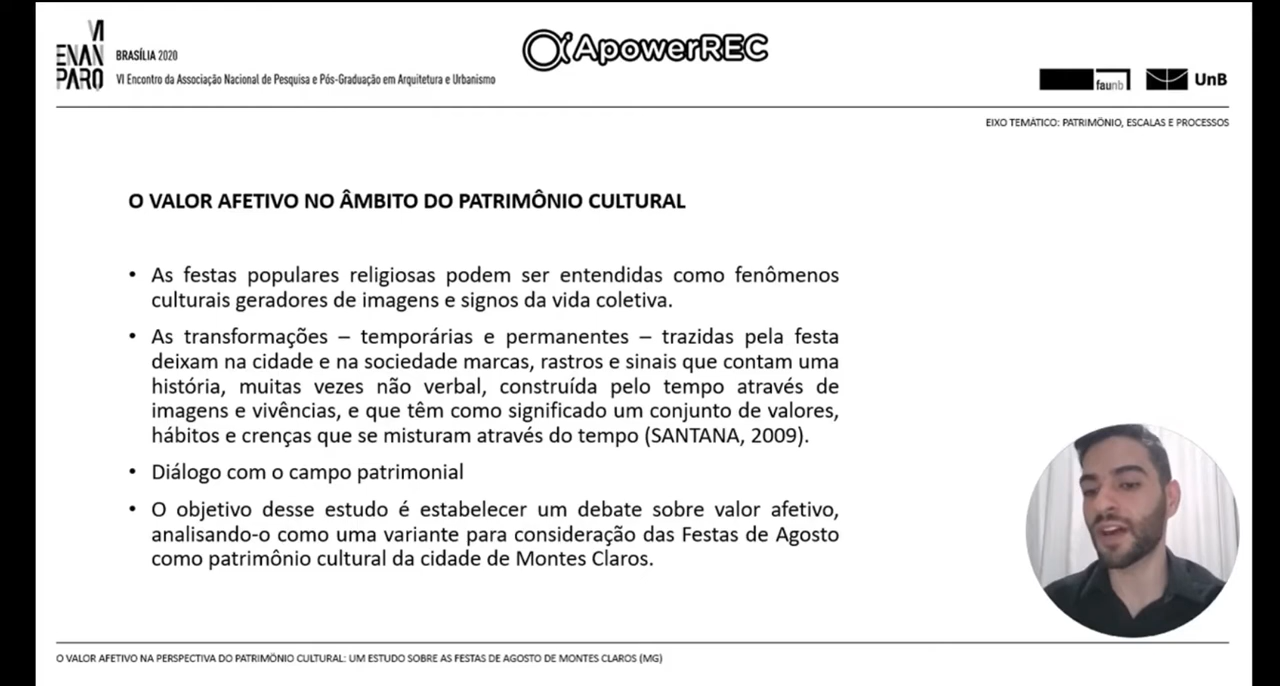 VI
ENAN
PARQ
BRASÍLIA 2020
VI Encontro da Associação Nacional de Pesquisa e Pós-Graduação em Arquitetura e Urbanismo
ApowerREC
faunb
UnB
EIXO TEMÁTICO: PATRIMÔNIO, ESCALAS E PROCESSOS
O VALOR AFETIVO NO ÂMBITO DO PATRIMÔNIO CULTURAL
• As festas populares religiosas podem ser entendidas como fenômenos
culturais geradores de imagens e signos da vida coletiva.
• As transformações – temporárias e permanentes – trazidas pela festa
deixam na cidade e na sociedade marcas, rastros e sinais que contam uma
história, muitas vezes não verbal, construída pelo tempo através de
imagens e vivências, e que têm como significado um conjunto de valores,
hábitos e crenças que se misturam através do tempo (SANTANA, 2009).
• Diálogo com o campo patrimonial
• O objetivo desse estudo é estabelecer um debate sobre valor afetivo,
analisando-o como uma variante para consideração das Festas de Agosto
como patrimônio cultural da cidade de Montes Claros.
O VALOR AFETIVO NA PERSPECTIVA DO PATRIMÔNIO CULTURAL: UM ESTUDO SOBRE AS FESTAS DE AGOSTO DE MONTES CLAROS (MG)